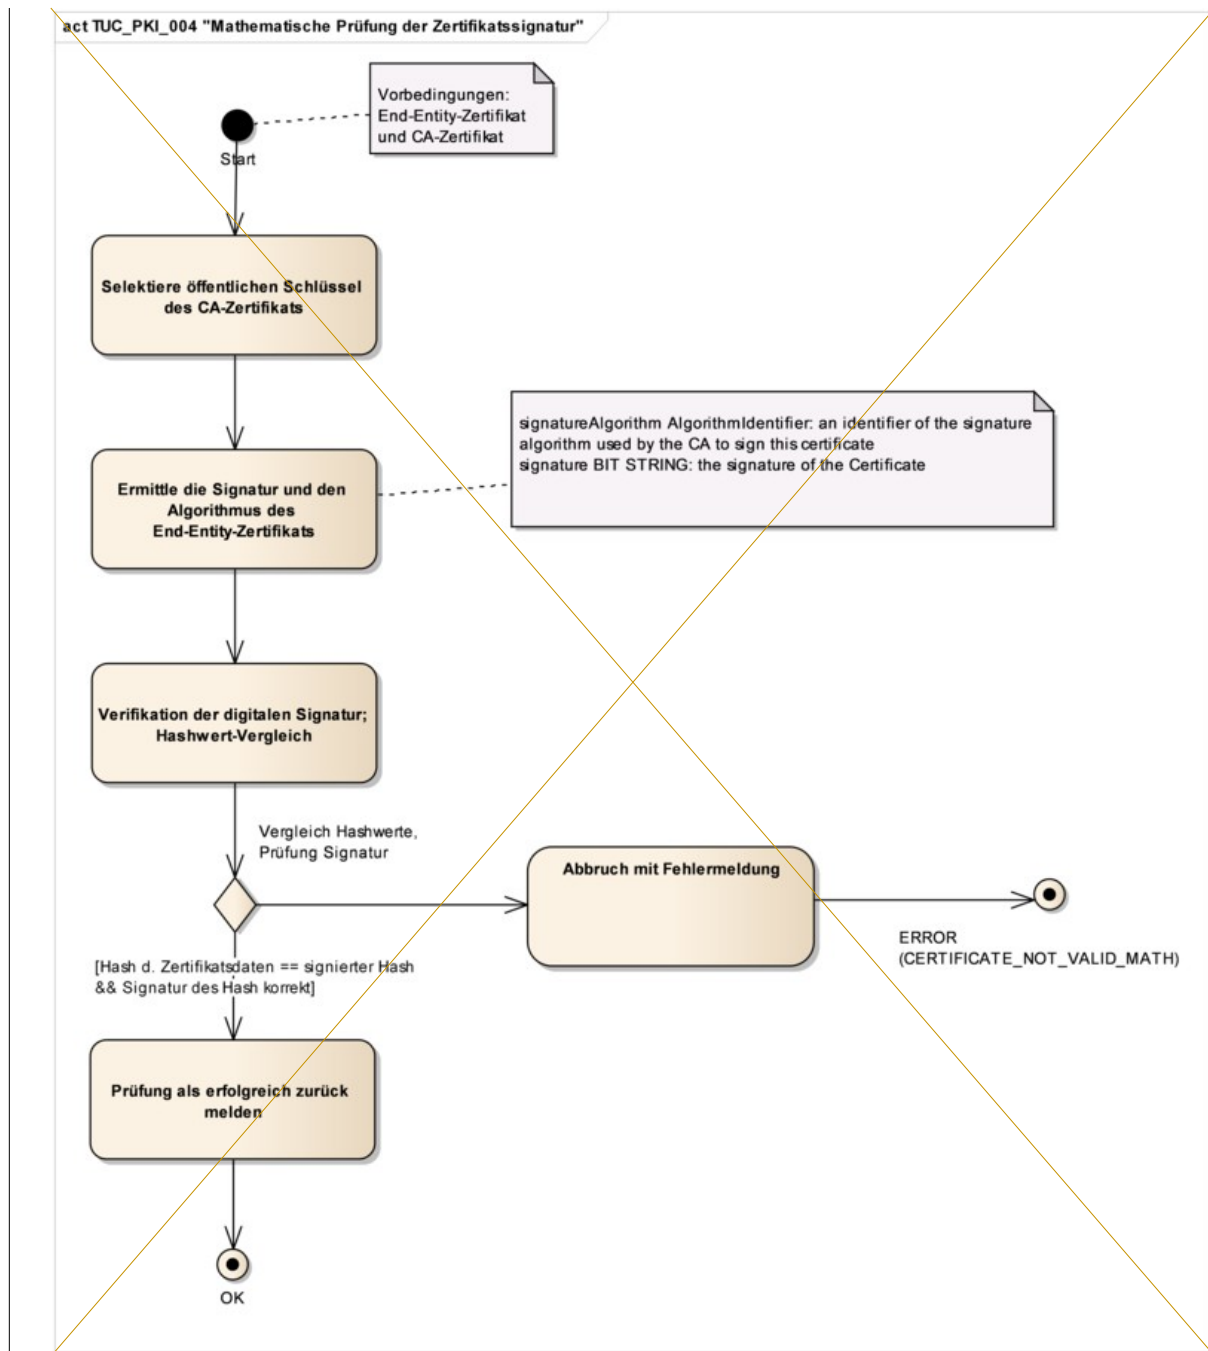 act TUC_PKI_004 "Mathematische Prüfung der Zertifikatssignatur"
Vorbedingungen:
End-Entity-Zertifikat
und CA-Zertifikat
Start
Selektiere öffentlichen Schlüssel
des CA-Zertifikats
signatureAlgorithm AlgorithmIdentifier: an identifier of the signature
algorithm used by the CA to sign this certificate
signature BIT STRING: the signature of the Certificate
Ermittle die Signatur und den
Algorithmus des
End-Entity-Zertifikats
Verifikation der digitalen Signatur;
Hashwert-Vergleich
Vergleich Hashwerte,
Prüfung Signatur
Abbruch mit Fehlermeldung
ERROR
(CERTIFICATE_NOT_VALID_MATH)
[Hash d. Zertifikatsdaten == signierter Hash
&& Signatur des Hash korrekt]
Prüfung als erfolgreich zurück
melden
OK